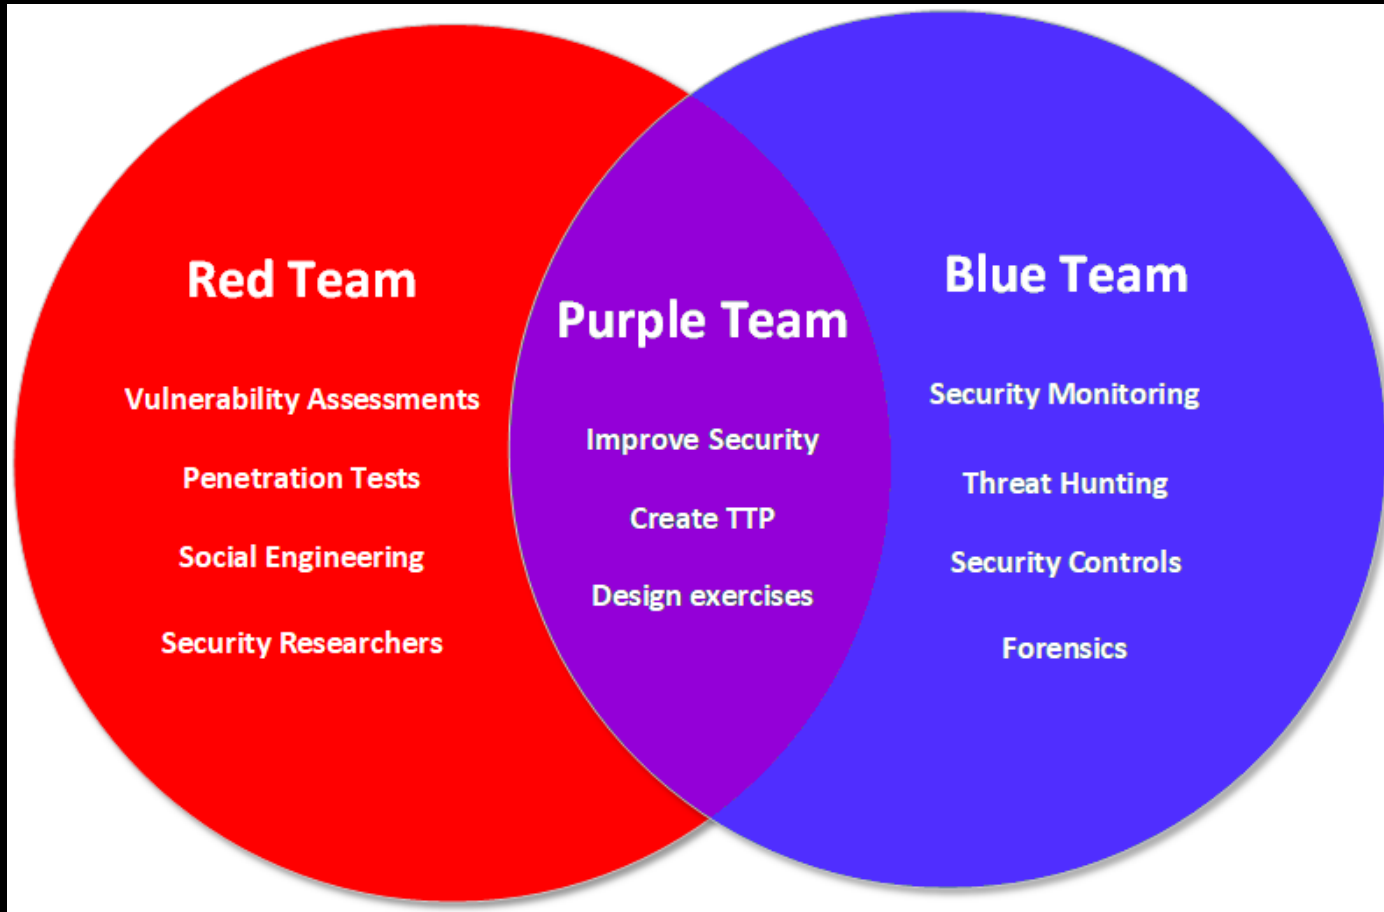 Red Team
Vulnerability Assessments
Penetration Tests
Social Engineering
Security Researchers
Purple Team
Improve Security
Create TTP
Design exercises
Blue Team
Security Monitoring
Threat Hunting
Security Controls
Forensics